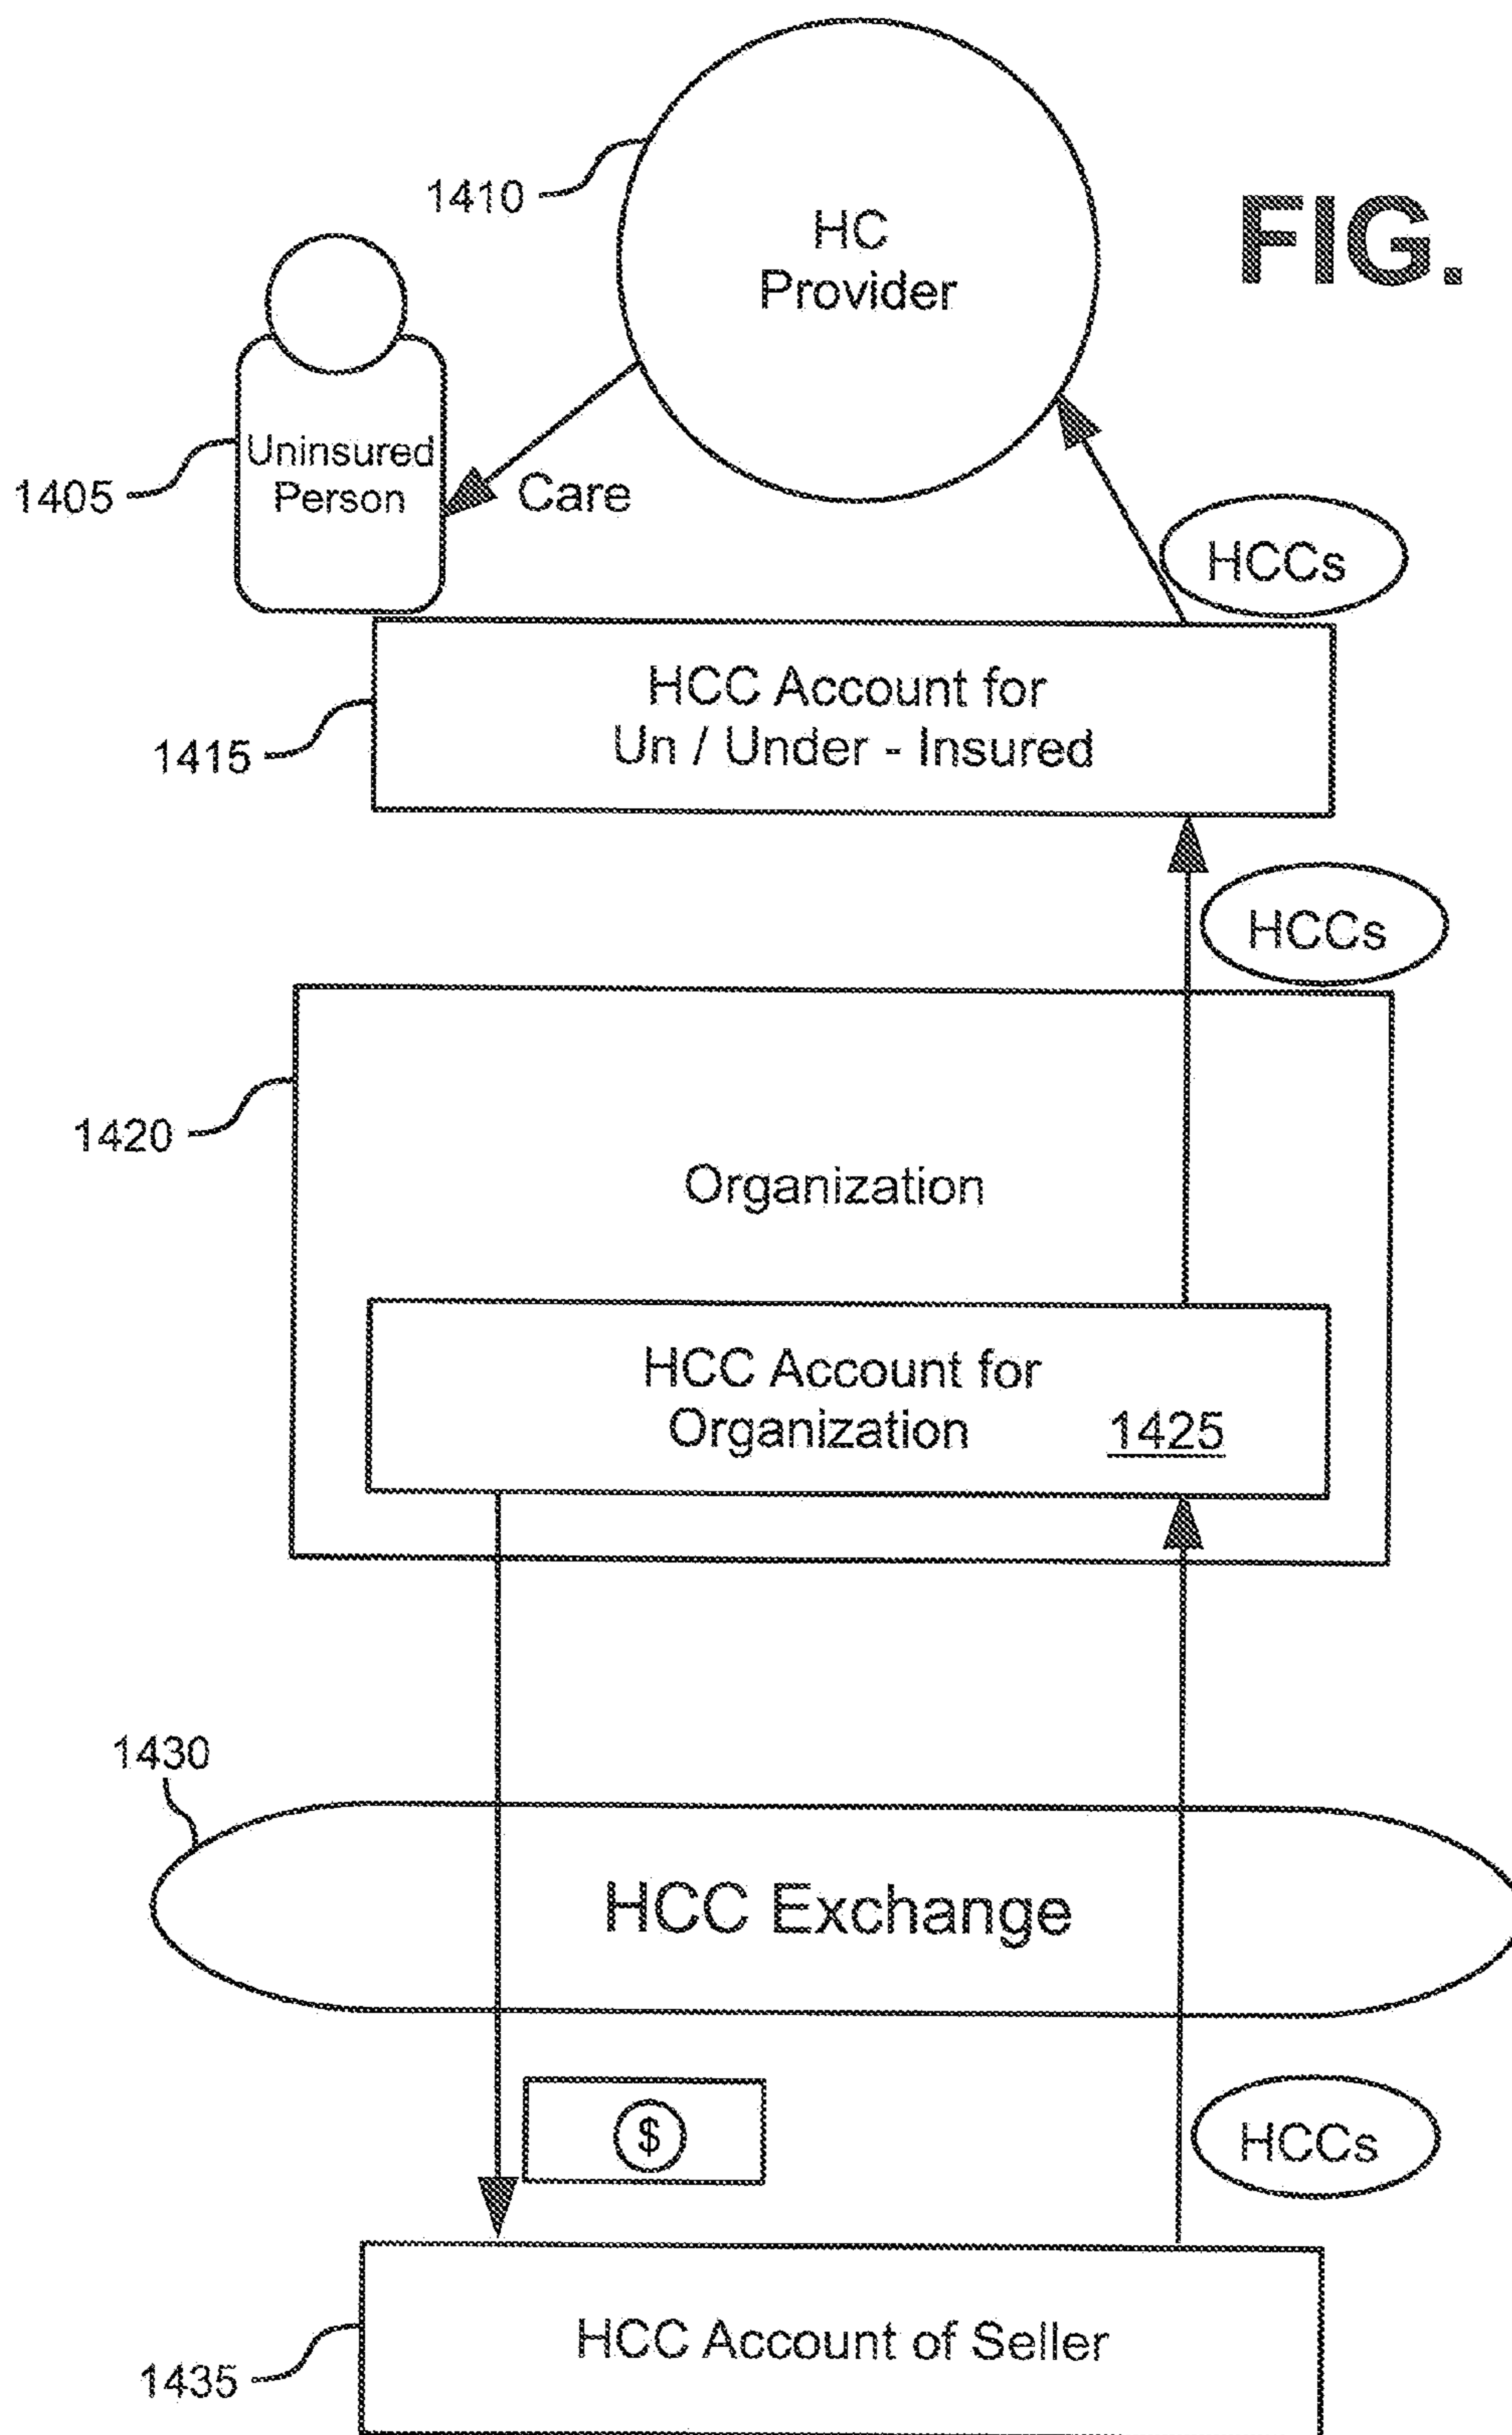 1410
HC
Provider
FIG.
Uninsured
Person
1405
Care
HCCs
HCC Account for
Un / Under - Insured
1415
HCCs
1420
Organization
HCC Account for
Organization 1425
1430
HCC Exchange
$
HCCs
HCC Account of Seller
1435